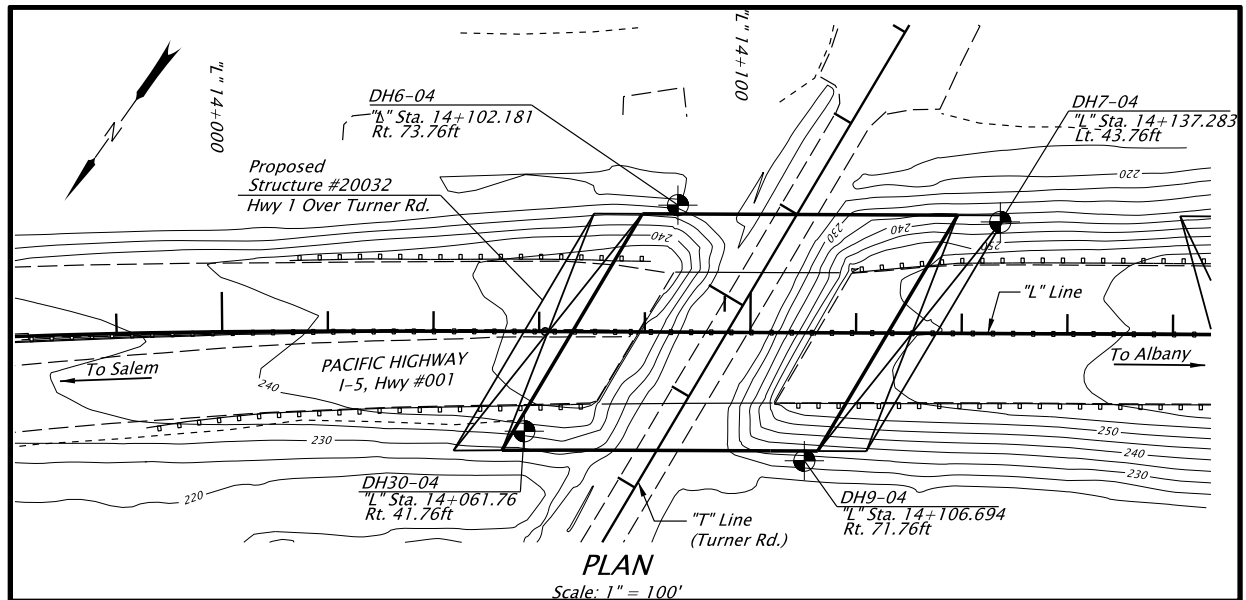 "L" 14+000
"L" 14+100
N
DH6-04
"L" Sta. 14+102.181
Rt. 73.76ft
DH7-04
"L" Sta. 14+137.283
Lt. 43.76ft
Proposed
Structure #20032
Hwy 1 Over Turner Rd.
220
240
230
240
250
"L" Line
PACIFIC HIGHWAY
I-5, Hwy #001
To Salem
To Albany
240
230
220
250
240
230
DH30-04
"L" Sta. 14+061.76
Rt. 41.76ft
DH9-04
"L" Sta. 14+106.694
Rt. 71.76ft
"T" Line
(Turner Rd.)
PLAN
Scale: 1" = 100'